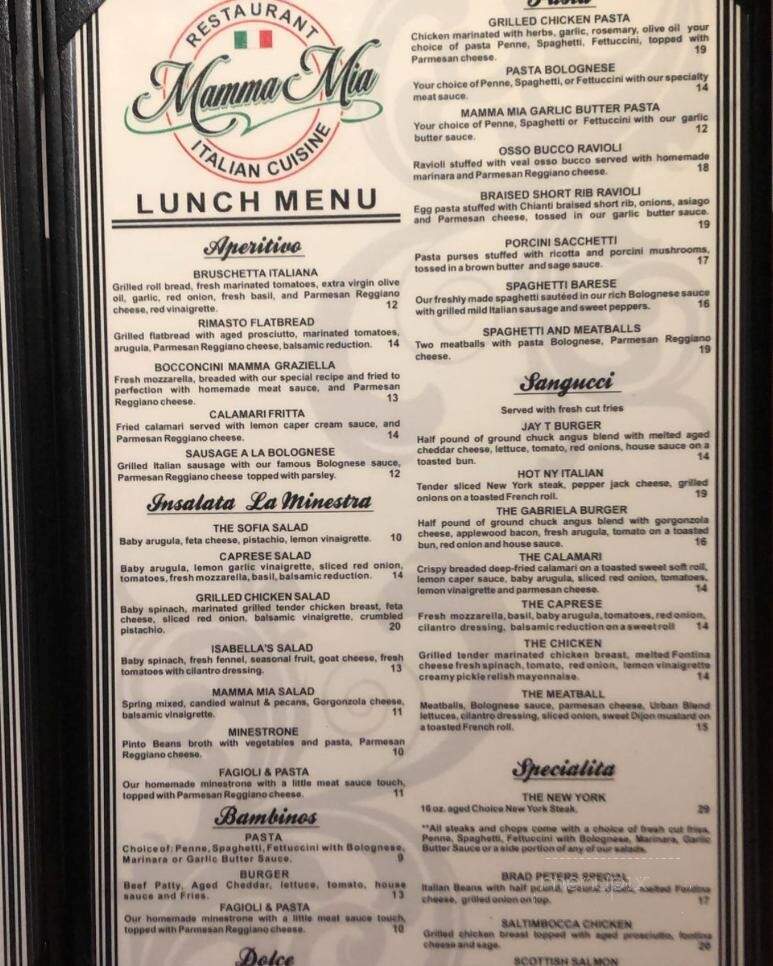 RESTAURANT
Mamma Mia
ITALIAN CUISINE
LUNCH MENU
Aperitivo
BRUSCHETTA ITALIANA
Grilled roll bread, fresh marinated tomatoes, extra virgin olive
oil, garlic, red onion, fresh basil, and Parmesan Reggiano
cheese, red vinaigrette. 12
RIMASTO FLATBREAD
Grilled flatbread with aged prosciutto, marinated tomatoes,
arugula, Parmesan Reggiano cheese, balsamic reduction. 14
BOCCONCINI MAMMA GRAZIELLA
Fresh mozzarella, breaded with our special recipe and fried to
perfection with homemade meat sauce, and Parmesan
Reggiano cheese. 13
CALAMARI FRITTA
Fried calamari served with lemon caper cream sauce, and
Parmesan Reggiano cheese. 14
SAUSAGE A LA BOLOGNESE
Grilled Italian sausage with our famous Bolognese sauce,
Parmesan Reggiano cheese topped with parsley. 12
Insalata La Minestra
THE SOFIA SALAD
Baby arugula, feta cheese, pistachio, lemon vinaigrette. 10
CAPRESE SALAD
Baby arugula, lemon garlic vinaigrette, sliced red onion,
tomatoes, fresh mozzarella, basil, balsamic reduction. 14
GRILLED CHICKEN SALAD
Baby spinach, marinated grilled tender chicken breast, feta
cheese, sliced red onion, balsamic vinaigrette, crumbled
pistachio. 20
ISABELLA'S SALAD
Baby spinach, fresh fennel, seasonal fruit, goat cheese, fresh
tomatoes with cilantro dressing. 13
MAMMA MIA SALAD
Spring mixed, candied walnut & pecans, Gorgonzola cheese,
balsamic vinaigrette. 11
MINESTRONE
Pinto Beans broth with vegetables and pasta, Parmesan
Reggiano cheese. 10
FAGIOLI & PASTA
Our homemade minestrone with a little meat sauce touch,
topped with Parmesan Reggiano cheese. 11
Bambinos
PASTA
Choice of: Penne, Spaghetti, Fettuccini with Bolognese,
Marinara or Garlic Butter Sauce. 9
BURGER
Beef Patty, Aged Cheddar, lettuce, tomato, house
sauce and Fries. 13
FAGIOLI & PASTA
Our homemade minestrone with a little meat sauce touch,
topped with Parmesan Reggiano cheese. 10
Dolce
Pasta
GRILLED CHICKEN PASTA
Chicken marinated with herbs, garlic, rosemary, olive oil your
choice of pasta Penne, Spaghetti, Fettuccini, topped with
Parmesan cheese. 19
PASTA BOLOGNESE
Your choice of Penne, Spaghetti, or Fettuccini with our specialty
meat sauce. 14
MAMMA MIA GARLIC BUTTER PASTA
Your choice of Penne, Spaghetti or Fettuccini with our garlic
butter sauce. 12
OSSO BUCCO RAVIOLI
Ravioli stuffed with veal osso bucco served with homemade
marinara and Parmesan Reggiano cheese. 18
BRAISED SHORT RIB RAVIOLI
Egg pasta stuffed with Chianti braised short rib, onions, asiago
and Parmesan cheese, tossed in our garlic butter sauce.
19
PORCINI SACCHETTI
Pasta purses stuffed with ricotta and porcini mushrooms,
tossed in a brown butter and sage sauce. 17
SPAGHETTI BARESE
Our freshly made spaghetti sautéed in our rich Bolognese sauce
with grilled mild Italian sausage and sweet peppers. 16
SPAGHETTI AND MEATBALLS
Two meatballs with pasta Bolognese, Parmesan Reggiano
cheese. 19
Sangucci
Served with fresh cut fries
JAY T BURGER
Half pound of ground chuck angus blend with melted aged
cheddar cheese, lettuce, tomato, red onions, house sauce on a
toasted bun. 14
HOT NY ITALIAN
Tender sliced New York steak, pepper jack cheese, grilled
onions on a toasted French roll. 19
THE GABRIELA BURGER
Half pound of ground chuck angus blend with gorgonzola
cheese, applewood bacon, fresh arugula, tomato on a toasted
bun, red onion and house sauce. 16
THE CALAMARI
Crispy breaded deep-fried calamari on a toasted sweet soft roll,
lemon caper sauce, baby arugula, sliced red onion, tomatoes,
lemon vinaigrette and parmesan cheese. 14
THE CAPRESE
Fresh mozzarella, basil, baby arugula, tomatoes, red onion,
cilantro dressing, balsamic reduction on a sweet roll 14
THE CHICKEN
Grilled tender marinated chicken breast, melted Fontina
cheese fresh spinach, tomato, red onion, lemon vinaigrette
creamy pickle relish mayonnaise. 14
THE MEATBALL
Meatballs, Bolognese sauce, parmesan cheese, Urban Blend
lettuces, cilantro dressing, sliced onion, sweet Dijon mustard on
a toasted French roll. 15
Specialita
THE NEW YORK
16 oz. aged Choice New York Steak. 29
**All steaks and chops come with a choice of fresh cut fries,
Penne, Spaghetti, Fettuccini with Bolognese, Marinara, Garlic
Butter Sauce or a side portion of any of our salads.
BRAD PETERS SPECIAL
Italian Beans with half pound, ground melted Fontina
cheese, grilled onion on top. 17
SALTIMBOCCA CHICKEN
Grilled chicken breast topped with aged prosciutto, fontina
cheese and sage. 20
SCOTTISH SALMON